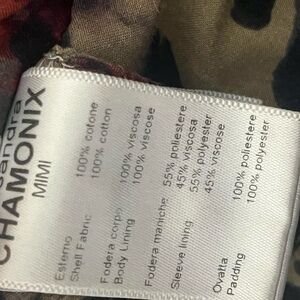 sandra
CHAMONIX
MIMI
Esterno 100% cotone
Shell Fabric 100% cotton
Fodera corpo 100% viscosa
Body Lining 100% viscose
Fodera maniche 55% poliestere
45% viscosa
Sleeve lining 55% polyester
45% viscose
Ovatta 100% poliestere
Padding 100% polyester